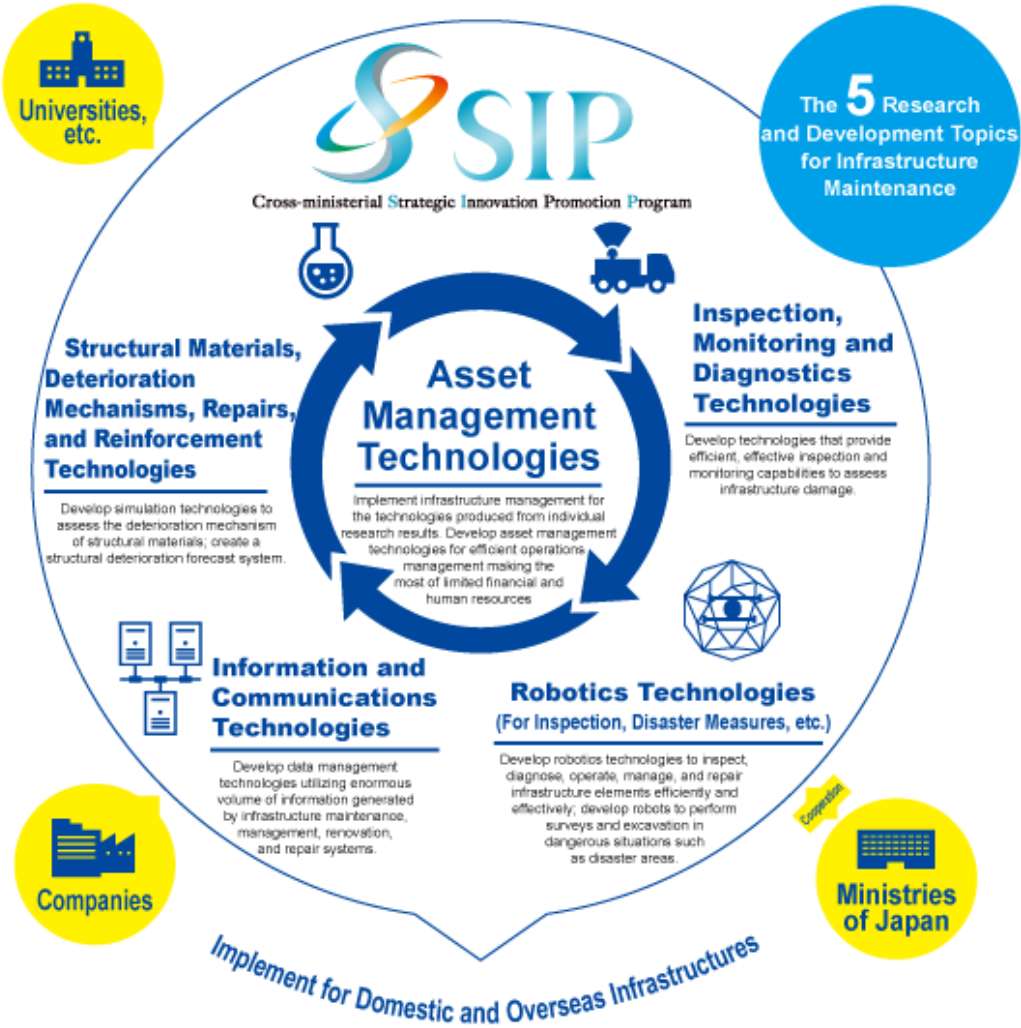 Universities,
etc.
SIP
Cross-ministerial Strategic Innovation Promotion Program
The 5 Research
and Development Topics
for Infrastructure
Maintenance
Structural Materials,
Deterioration
Mechanisms, Repairs,
and Reinforcement
Technologies
Develop simulation technologies to
assess the deterioration mechanism
of structural materials; create a
structural deterioration forecast system.
Asset
Management
Technologies
Implement infrastructure management for
the technologies produced from individual
research results. Develop asset management
technologies for efficient operations
management making the
most of limited financial and
human resources
Inspection,
Monitoring and
Diagnostics
Technologies
Develop technologies that provide
efficient, effective inspection and
monitoring capabilities to assess
infrastructure damage.
Information and
Communications
Technologies
Develop data management
technologies utilizing enormous
volume of information generated
by infrastructure maintenance,
management, renovation,
and repair systems.
Robotics Technologies
(For Inspection, Disaster Measures, etc.)
Develop robotics technologies to inspect,
diagnose, operate, manage, and repair
infrastructure elements efficiently and
effectively; develop robots to perform
surveys and excavation in
dangerous situations such
as disaster areas.
Companies
Cooperation
Ministries
of Japan
Implement for Domestic and Overseas Infrastructures